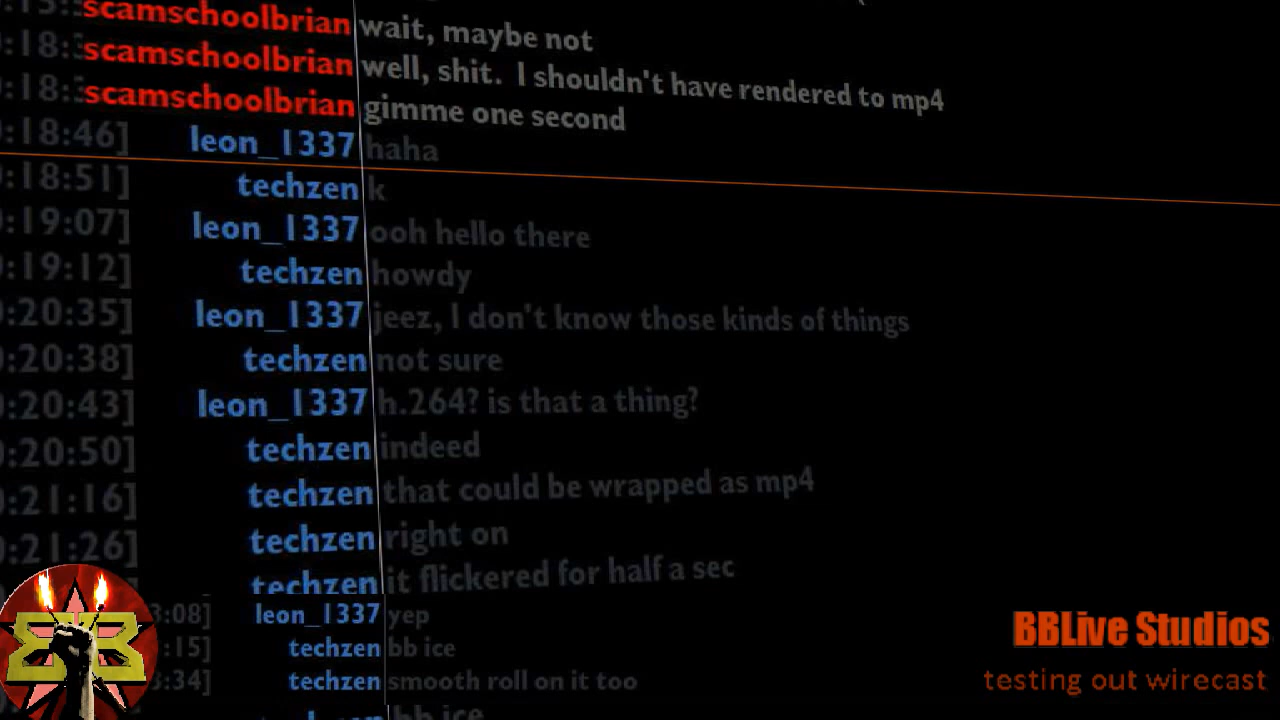 scamschoolbrian wait, maybe not
:18: scamschoolbrian well, shit. I shouldn't have rendered to mp4
:18: scamschoolbrian gimme one second
:18:46] leon_1337 haha
:18:51] techzen k
:19:07] leon_1337 ooh hello there
:19:12] techzen howdy
:20:35] leon_1337 jeez, I don't know those kinds of things
:20:38] techzen not sure
:20:43] leon_1337 h.264? is that a thing?
:20:50] techzen indeed
:21:16] techzen that could be wrapped as mp4
:21:26] techzen right on
techzen it flickered for half a sec
3:08] leon_1337 yep
:15] techzen bb ice
3:34] techzen smooth roll on it too
bb ice
BB
BBLive Studios
testing out wirecast